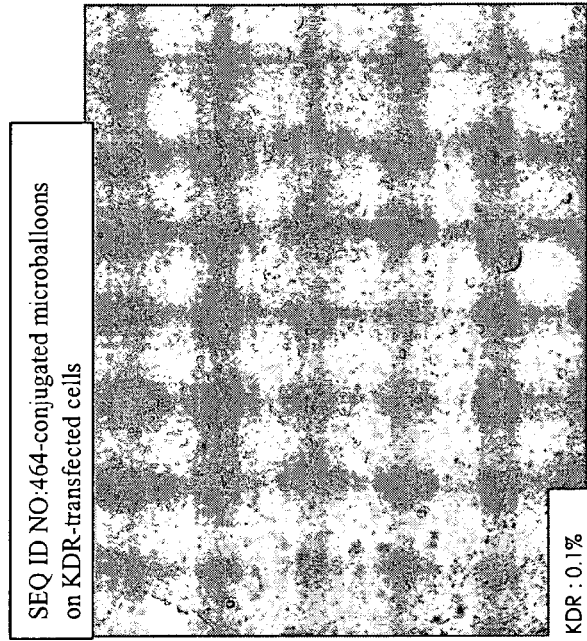 SEQ ID NO:464-conjugated microballoons
on KDR-transfected cells
KDR : 0.1%